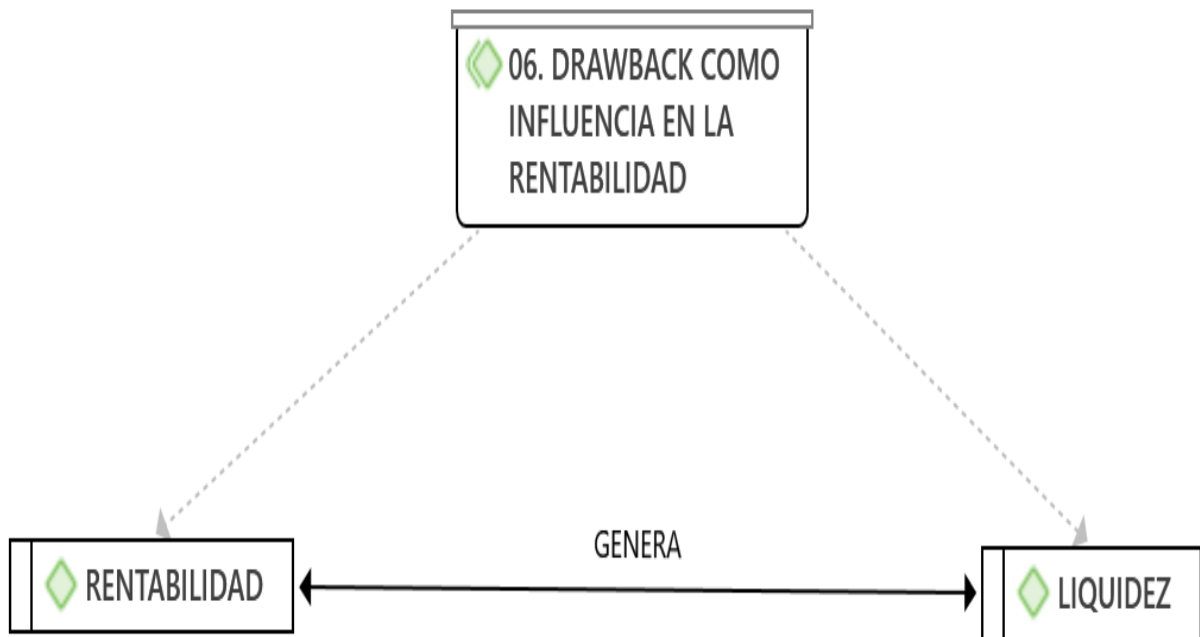 06. DRAWBACK COMO
INFLUENCIA EN LA
RENTABILIDAD
GENERA
RENTABILIDAD
LIQUIDEZ